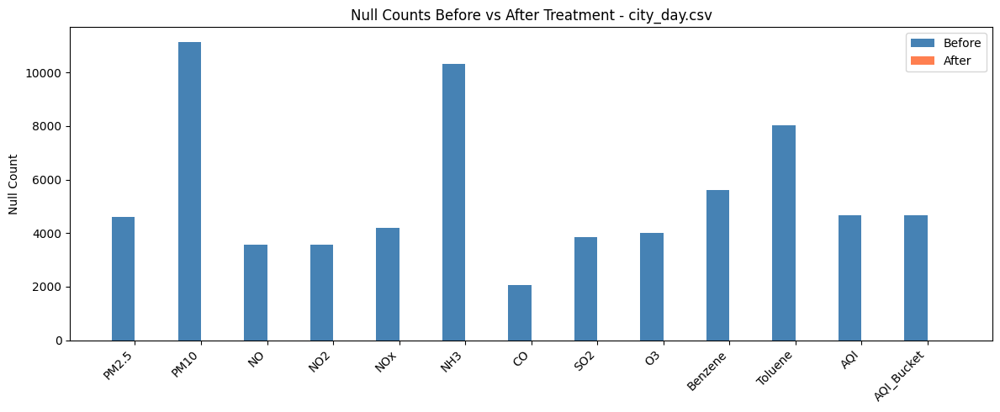 Null Counts Before vs After Treatment - city_day.csv
Before
After
Null Count
10000
8000
6000
4000
2000
0
PM2.5
PM10
NO
NO2
NOx
NH3
CO
SO2
O3
Benzene
Toluene
AQI
AQI_Bucket